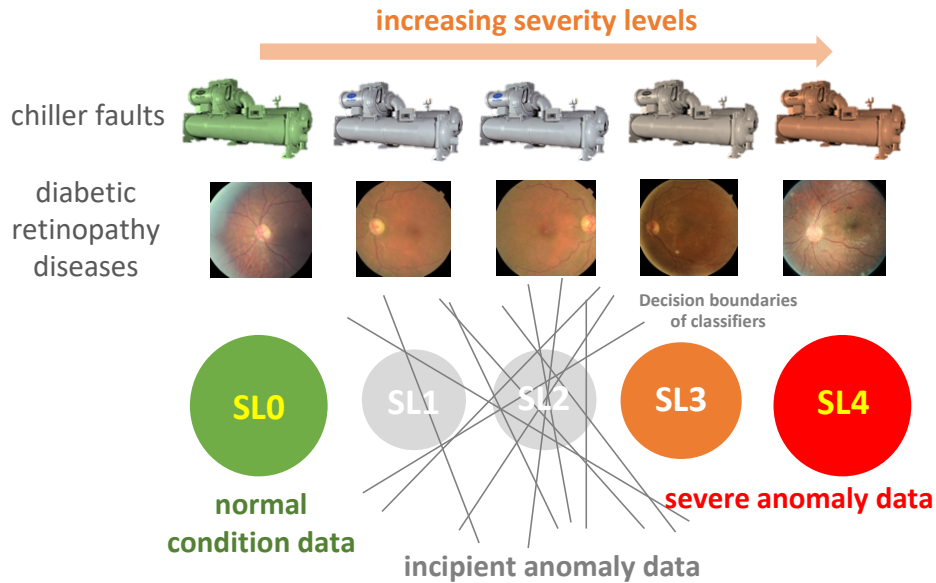 increasing severity levels
chiller faults
diabetic
retinopathy
diseases
Decision boundaries
of classifiers
SL0
SL1
SL2
SL3
SL4
normal
condition data
severe anomaly data
incipient anomaly data